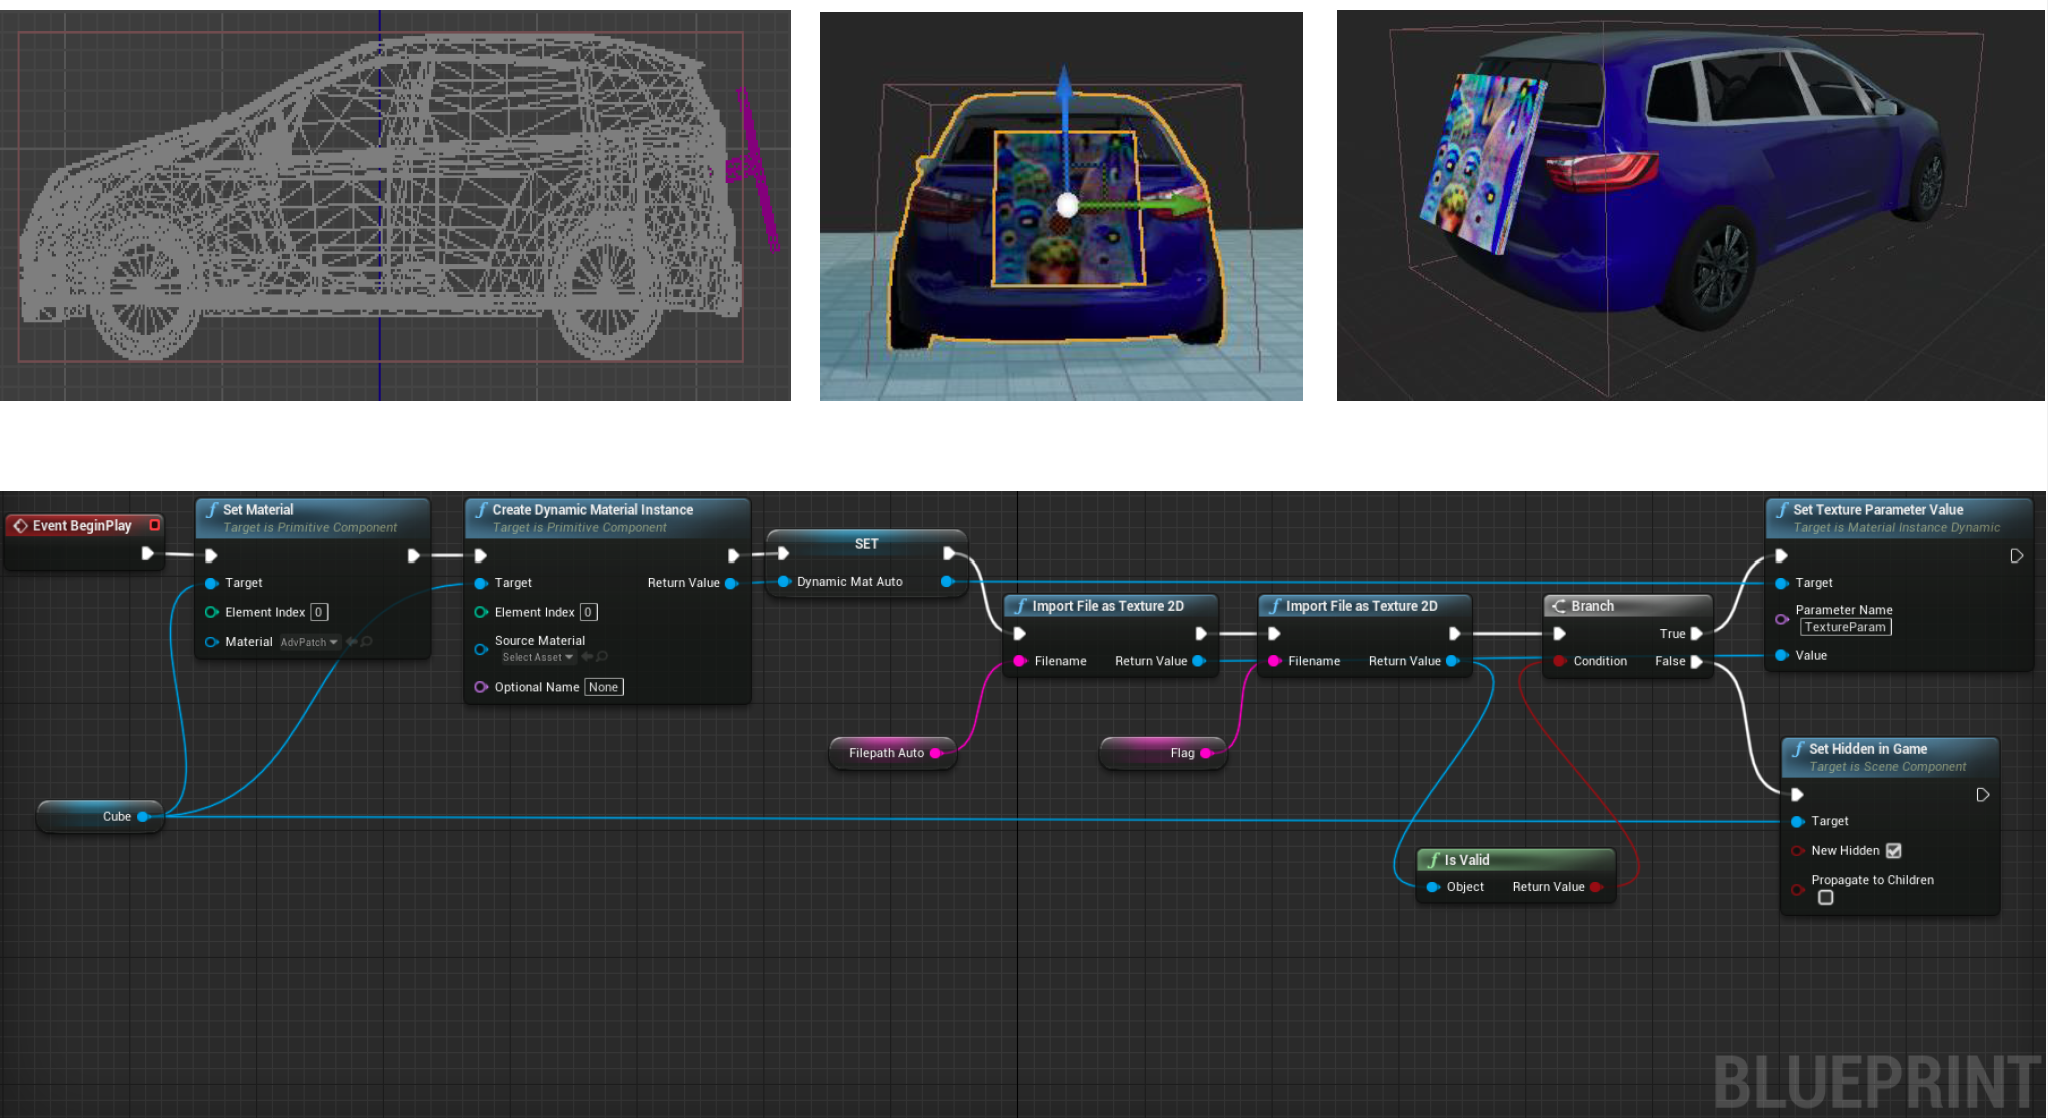 Event BeginPlay
Set Material
Target is Primitive Component
Target
Element Index 0
Material AdvPatch
Create Dynamic Material Instance
Target is Primitive Component
Target Return Value
Element Index 0
Source Material
Select Asset
Optional Name None
SET
Dynamic Mat Auto
Import File as Texture 2D
Filename Return Value
Import File as Texture 2D
Filename Return Value
Branch
True
Condition False
Set Texture Parameter Value
Target is Material Instance Dynamic
Target
Parameter Name
TextureParam
Value
Filepath Auto
Flag
Set Hidden in Game
Target is Scene Component
Target
New Hidden
Propagate to Children
Cube
Is Valid
Object Return Value
BLUEPRINT